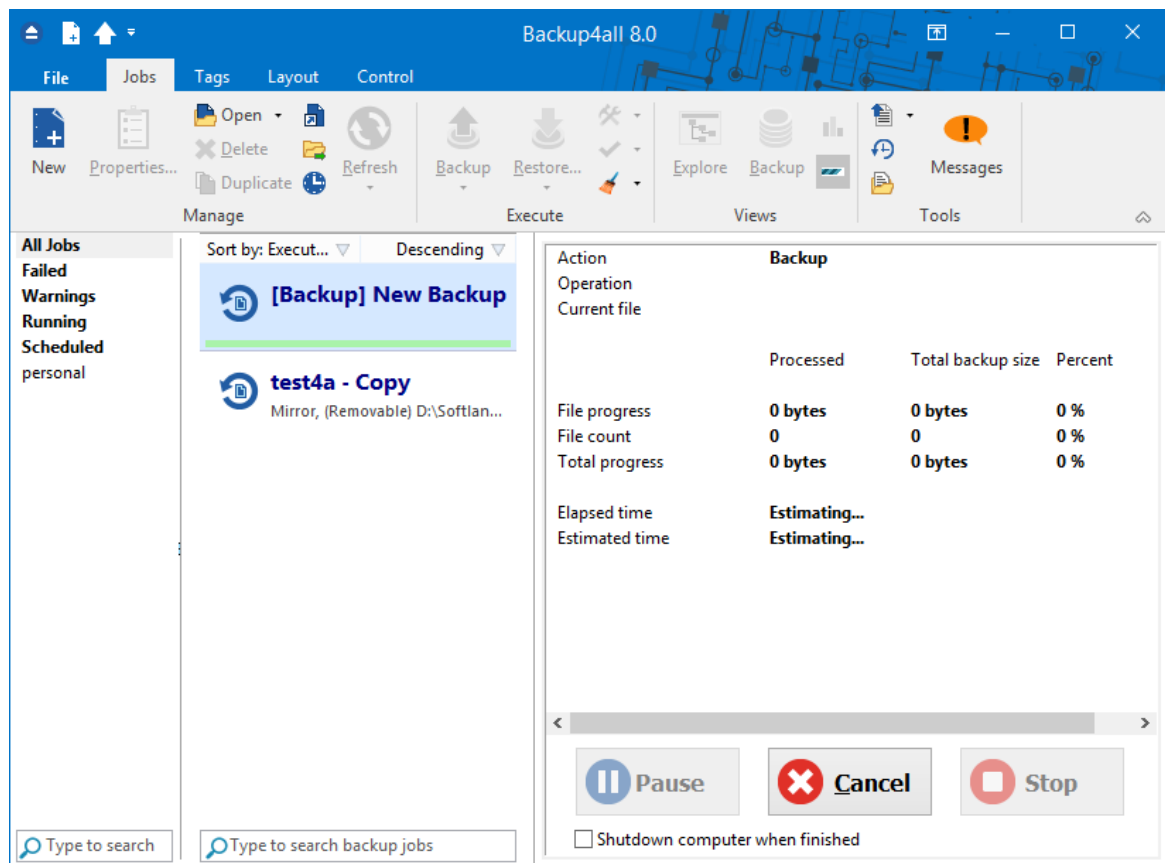 Backup4all 8.0
File Jobs Tags Layout Control
New Properties... Open Delete Duplicate Refresh Backup Restore... Explore Backup Messages
Manage Execute Views Tools
All Jobs
Failed
Warnings
Running
Scheduled
personal
Type to search
Sort by: Execut... Descending
[Backup] New Backup
test4a - Copy
Mirror, (Removable) D:\Softlan...
Type to search backup jobs
Action Backup
Operation
Current file
Processed Total backup size Percent
File progress 0 bytes 0 bytes 0 %
File count 0 0 0 %
Total progress 0 bytes 0 bytes 0 %
Elapsed time Estimating...
Estimated time Estimating...
Pause Cancel Stop
Shutdown computer when finished